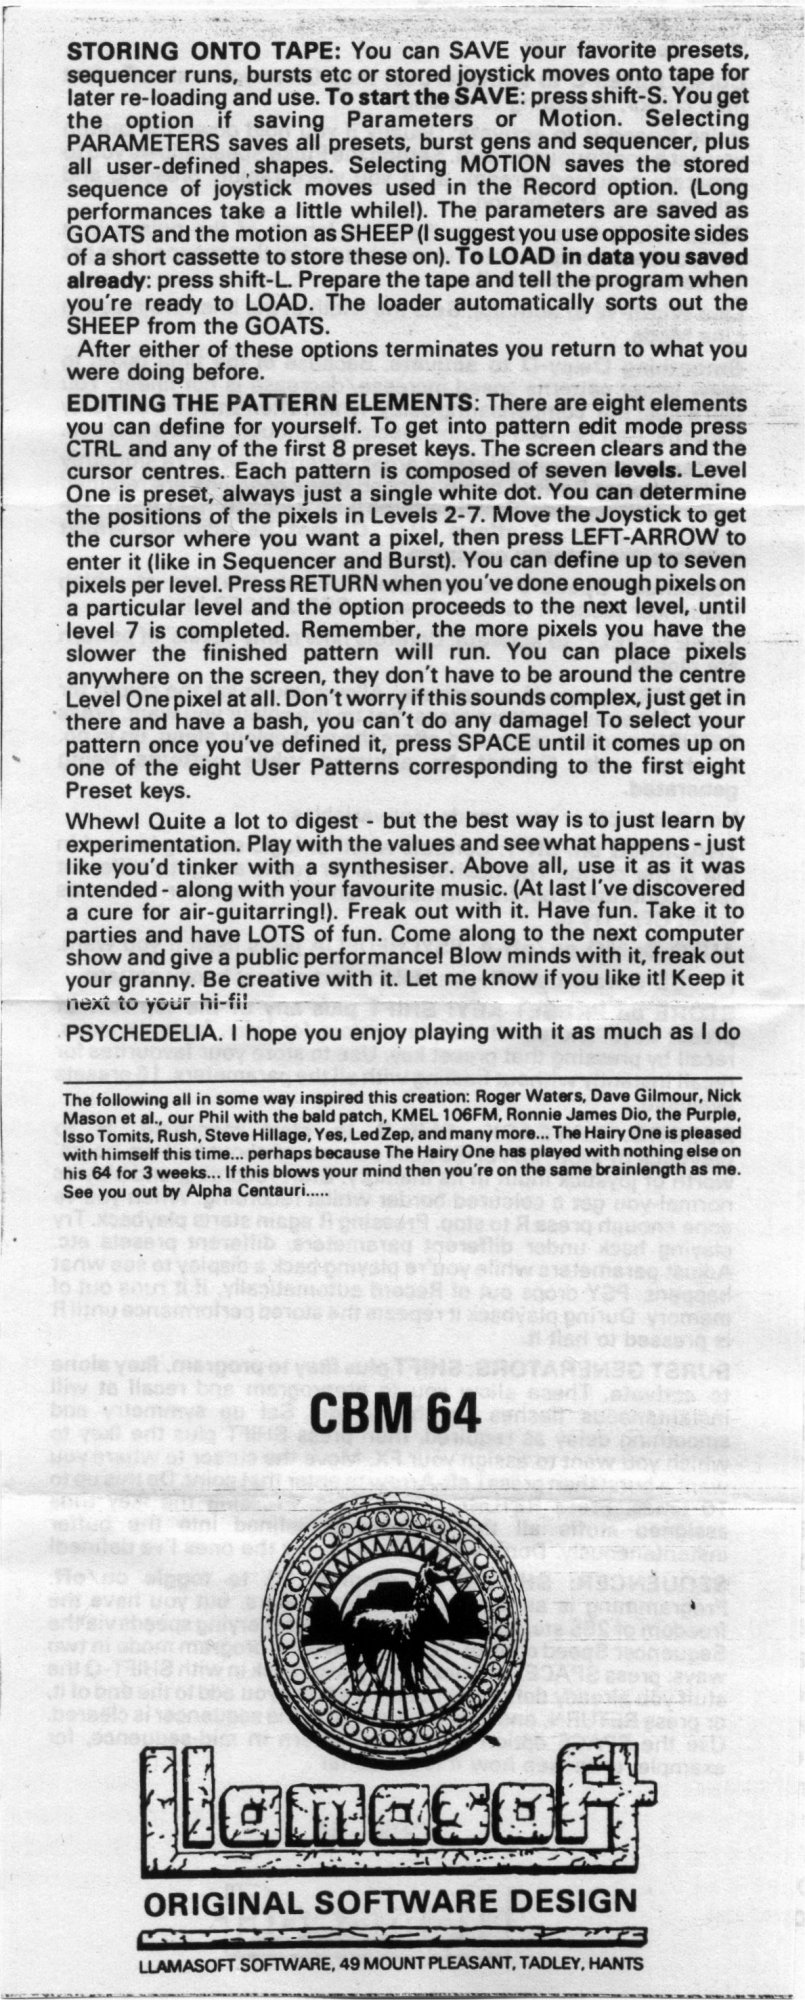 STORING ONTO TAPE: You can SAVE your favorite presets,
sequencer runs, bursts etc or stored joystick moves onto tape for
later re-loading and use. To start the SAVE: press shift-S. You get
the option if saving Parameters or Motion. Selecting
PARAMETERS saves all presets, burst gens and sequencer, plus
all user-defined shapes. Selecting MOTION saves the stored
sequence of joystick moves used in the Record option. (Long
performances take a little while!). The parameters are saved as
GOATS and the motion as SHEEP (I suggest you use opposite sides
of a short cassette to store these on). To LOAD in data you saved
already: press shift-L. Prepare the tape and tell the program when
you're ready to LOAD. The loader automatically sorts out the
SHEEP from the GOATS.
After either of these options terminates you return to what you
were doing before.
EDITING THE PATTERN ELEMENTS: There are eight elements
you can define for yourself. To get into pattern edit mode press
CTRL and any of the first 8 preset keys. The screen clears and the
cursor centres. Each pattern is composed of seven levels. Level
One is preset, always just a single white dot. You can determine
the positions of the pixels in Levels 2-7. Move the Joystick to get
the cursor where you want a pixel, then press LEFT-ARROW to
enter it (like in Sequencer and Burst). You can define up to seven
pixels per level. Press RETURN when you've done enough pixels on
a particular level and the option proceeds to the next level, until
level 7 is completed. Remember, the more pixels you have the
slower the finished pattern will run. You can place pixels
anywhere on the screen, they don't have to be around the centre
Level One pixel at all. Don't worry if this sounds complex, just get in
there and have a bash, you can't do any damage! To select your
pattern once you've defined it, press SPACE until it comes up on
one of the eight User Patterns corresponding to the first eight
Preset keys.
Whew! Quite a lot to digest - but the best way is to just learn by
experimentation. Play with the values and see what happens - just
like you'd tinker with a synthesiser. Above all, use it as it was
intended - along with your favourite music. (At last I've discovered
a cure for air-guitarring!). Freak out with it. Have fun. Take it to
parties and have LOTS of fun. Come along to the next computer
show and give a public performance! Blow minds with it, freak out
your granny. Be creative with it. Let me know if you like it! Keep it
next to your hi-fi!
PSYCHEDELIA. I hope you enjoy playing with it as much as I do
The following all in some way inspired this creation: Roger Waters, Dave Gilmour, Nick
Mason et al., our Phil with the bald patch, KMEL 106FM, Ronnie James Dio, the Purple,
Isso Tomits, Rush, Steve Hillage, Yes, Led Zep, and many more... The Hairy One is pleased
with himself this time... perhaps because The Hairy One has played with nothing else on
his 64 for 3 weeks... If this blows your mind then you're on the same brainlength as me.
See you out by Alpha Centauri.....
CBM 64
llamasoft
ORIGINAL SOFTWARE DESIGN
LLAMASOFT SOFTWARE, 49 MOUNT PLEASANT, TADLEY, HANTS